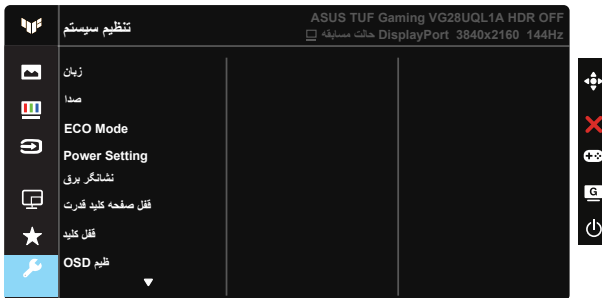 تنظیم سیستم
ASUS TUF Gaming VG28UQL1A HDR OFF
حالت مسابقه DisplayPort 3840x2160 144Hz
زبان
صدا
ECO Mode
Power Setting
نشانگر برق
قفل صفحه کلید قدرت
قفل کلید
ظیم OSD
G